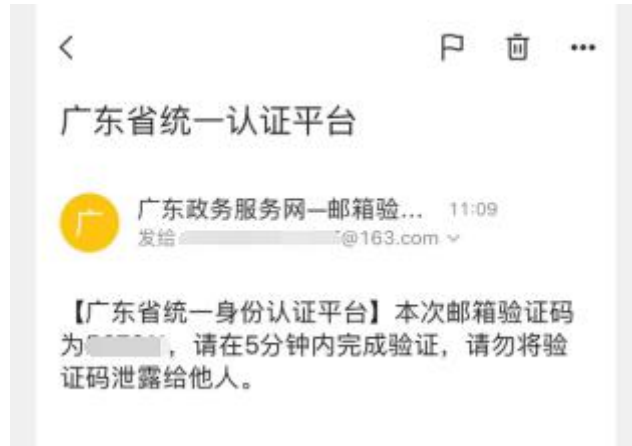 广东省统一认证平台
广
广东政务服务网—邮箱验... 11:09
发给 @163.com
【广东省统一身份认证平台】本次邮箱验证码
为 ，请在5分钟内完成验证，请勿将验
证码泄露给他人。